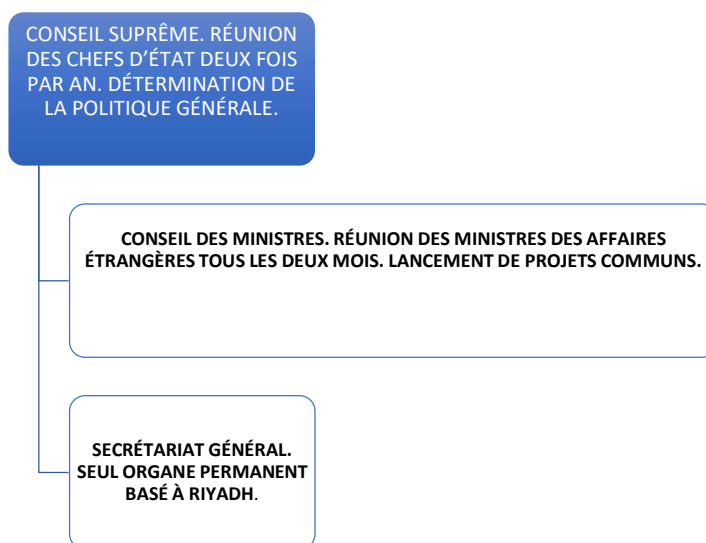 CONSEIL SUPRÊME. RÉUNION
DES CHEFS D’ÉTAT DEUX FOIS
PAR AN. DÉTERMINATION DE
LA POLITIQUE GÉNÉRALE.
CONSEIL DES MINISTRES. RÉUNION DES MINISTRES DES AFFAIRES
ÉTRANGÈRES TOUS LES DEUX MOIS. LANCEMENT DE PROJETS COMMUNS.
SECRÉTARIAT GÉNÉRAL.
SEUL ORGANE PERMANENT
BASÉ À RIYADH.